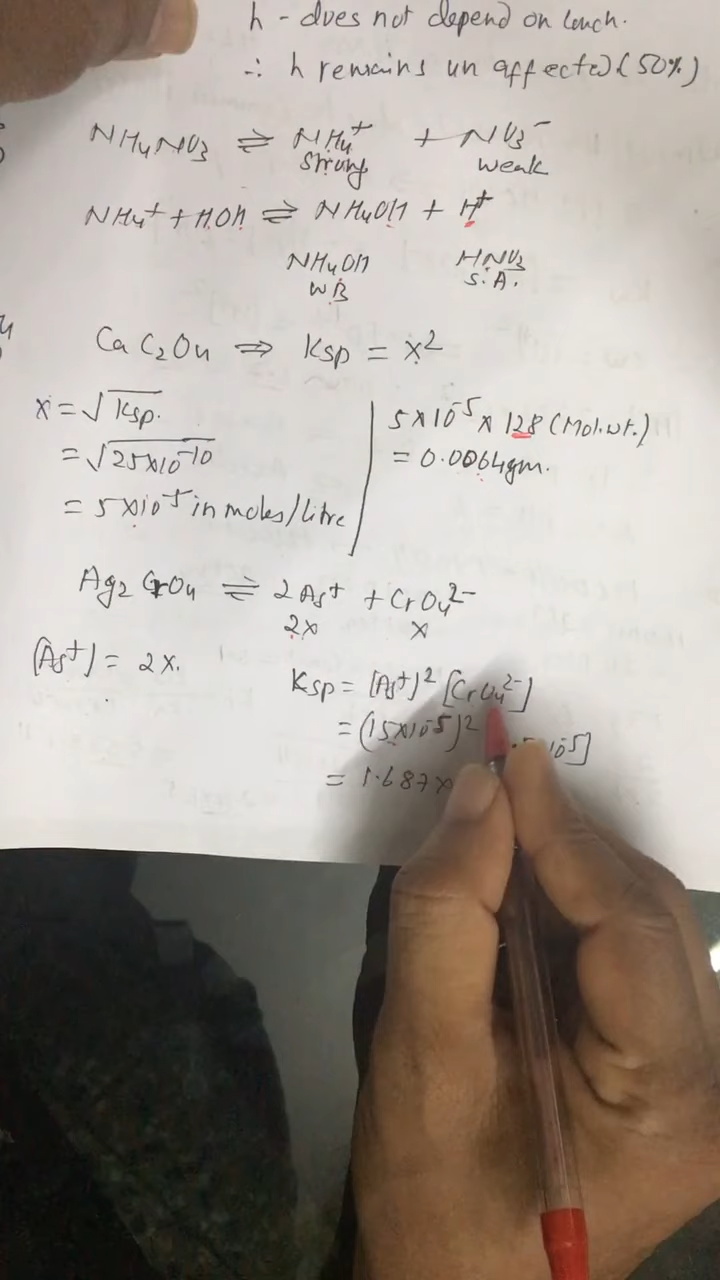 h - does not depend on conch.
∴ h remains un affected (50%)
NH4NO3 ⇌ NH4+ + NO3-
strong weak
NH4+ + HOH ⇌ NH4OH + H+
NH4OH HNO3
WB S.A.
CaC2O4 ⇒ Ksp = x2
x = √Ksp.
= √25×10-10
= 5×10-5 in moles/litre
5×10-5 × 128 (Mol.wt.)
= 0.0064gm.
Ag2CrO4 ⇌ 2Ag+ + CrO42-
2x x
[Ag+] = 2x.
Ksp = [Ag+]2 [CrO42-]
= (15×10-5)2
= 1.687×